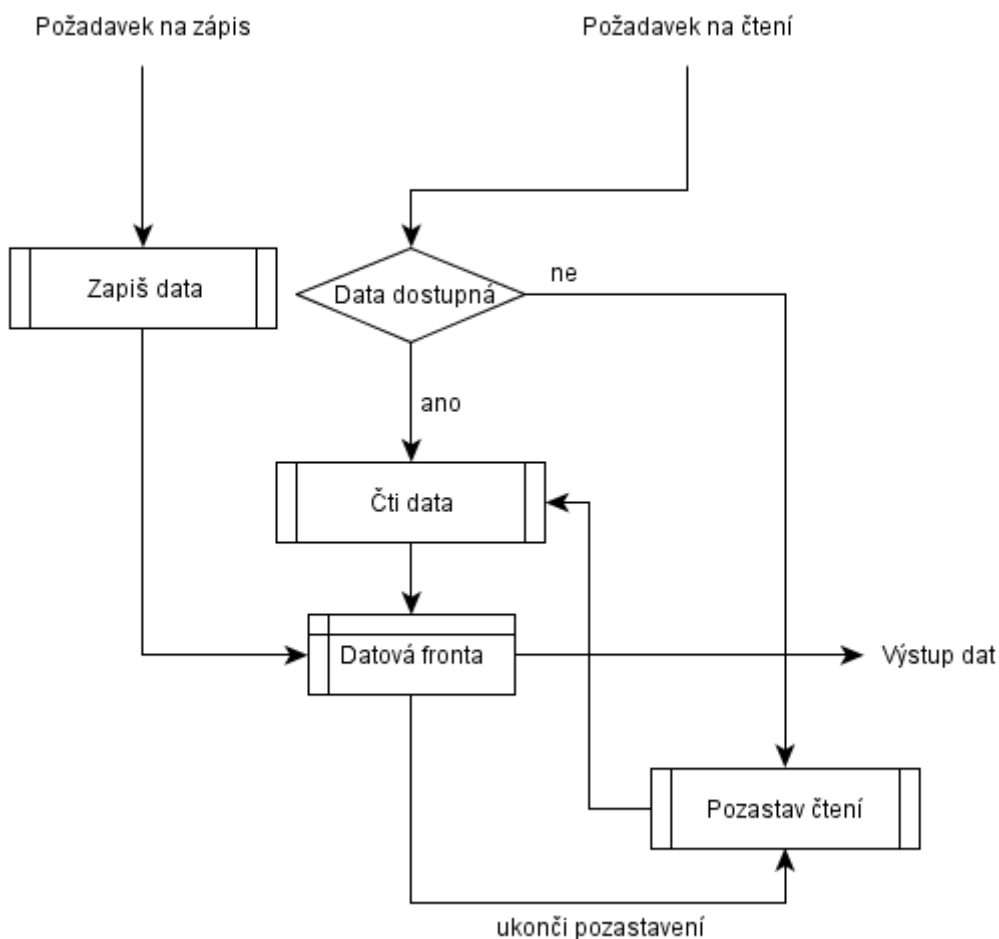 Požadavek na zápis
Požadavek na čtení
Zapiš data
Data dostupná
ne
ano
Čti data
Datová fronta
Výstup dat
Pozastav čtení
ukonči pozastavení